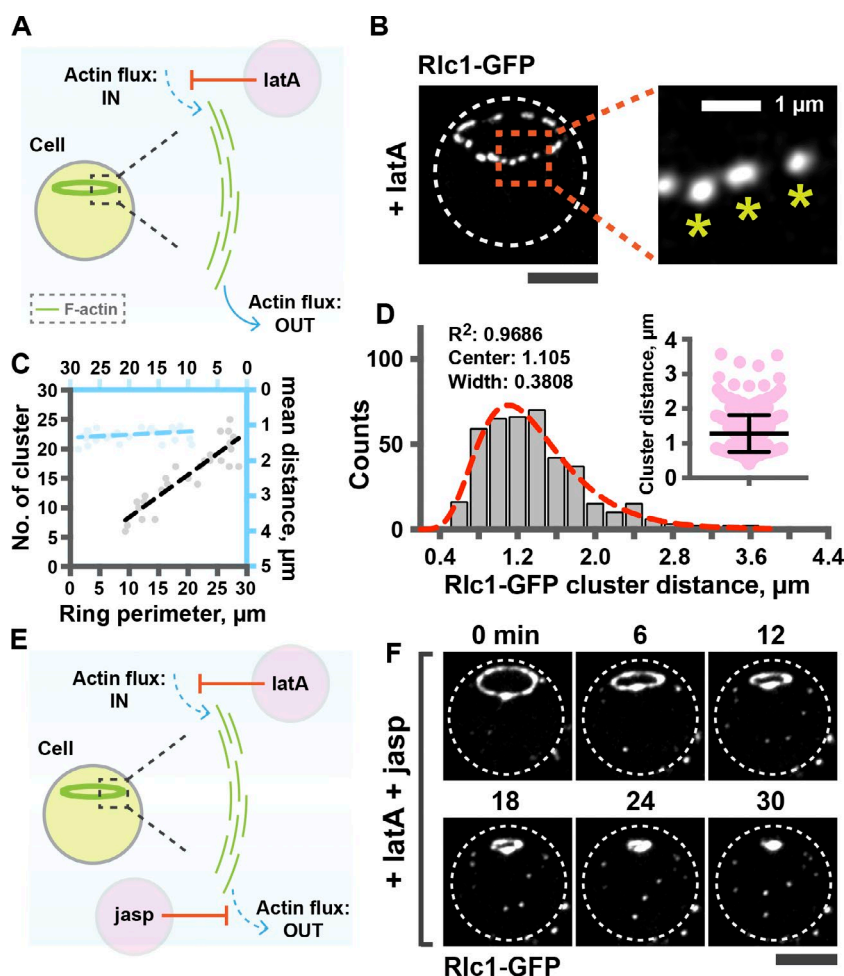 A
Actin flux:
IN
latA
Cell
F-actin
Actin flux:
OUT
B
Rlc1-GFP
+ latA
1 µm
*
*
*
C
30 25 20 15 10 5 0
No. of cluster
30
25
20
15
10
5
0
0
1
2
3
4
5
mean distance, µm
0 5 10 15 20 25 30
Ring perimeter, µm
D
R2: 0.9686
Center: 1.105
Width: 0.3808
Counts
100
50
0
0.4 1.2 2.0 2.8 3.6 4.4
Rlc1-GFP cluster distance, µm
Cluster distance, µm
4
3
2
1
0
E
Actin flux:
IN
latA
Cell
jasp
Actin flux:
OUT
F
+ latA + jasp
0 min 6 12
18 24 30
Rlc1-GFP